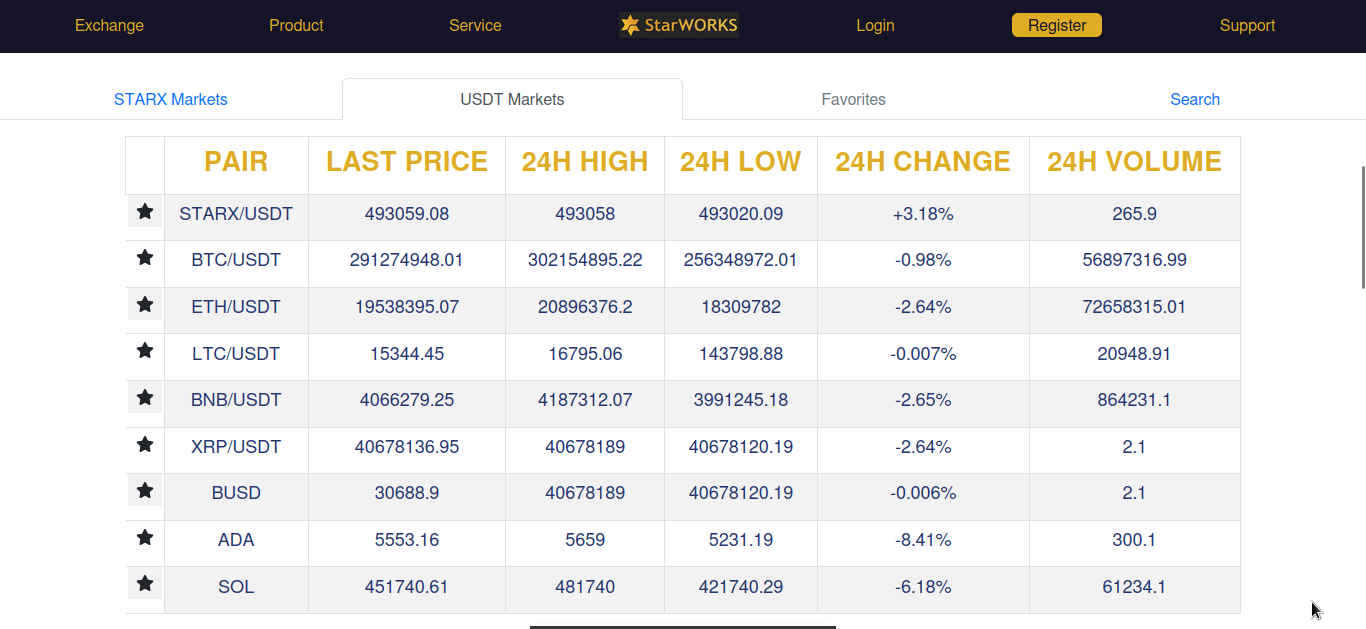 Exchange Product Service StarWORKS Login Register Support
STARX Markets USDT Markets Favorites Search
PAIR LAST PRICE 24H HIGH 24H LOW 24H CHANGE 24H VOLUME
STARX/USDT 493059.08 493058 493020.09 +3.18% 265.9
BTC/USDT 291274948.01 302154895.22 256348972.01 -0.98% 56897316.99
ETH/USDT 19538395.07 20896376.2 18309782 -2.64% 72658315.01
LTC/USDT 15344.45 16795.06 143798.88 -0.007% 20948.91
BNB/USDT 4066279.25 4187312.07 3991245.18 -2.65% 864231.1
XRP/USDT 40678136.95 40678189 40678120.19 -2.64% 2.1
BUSD 30688.9 40678189 40678120.19 -0.006% 2.1
ADA 5553.16 5659 5231.19 -8.41% 300.1
SOL 451740.61 481740 421740.29 -6.18% 61234.1